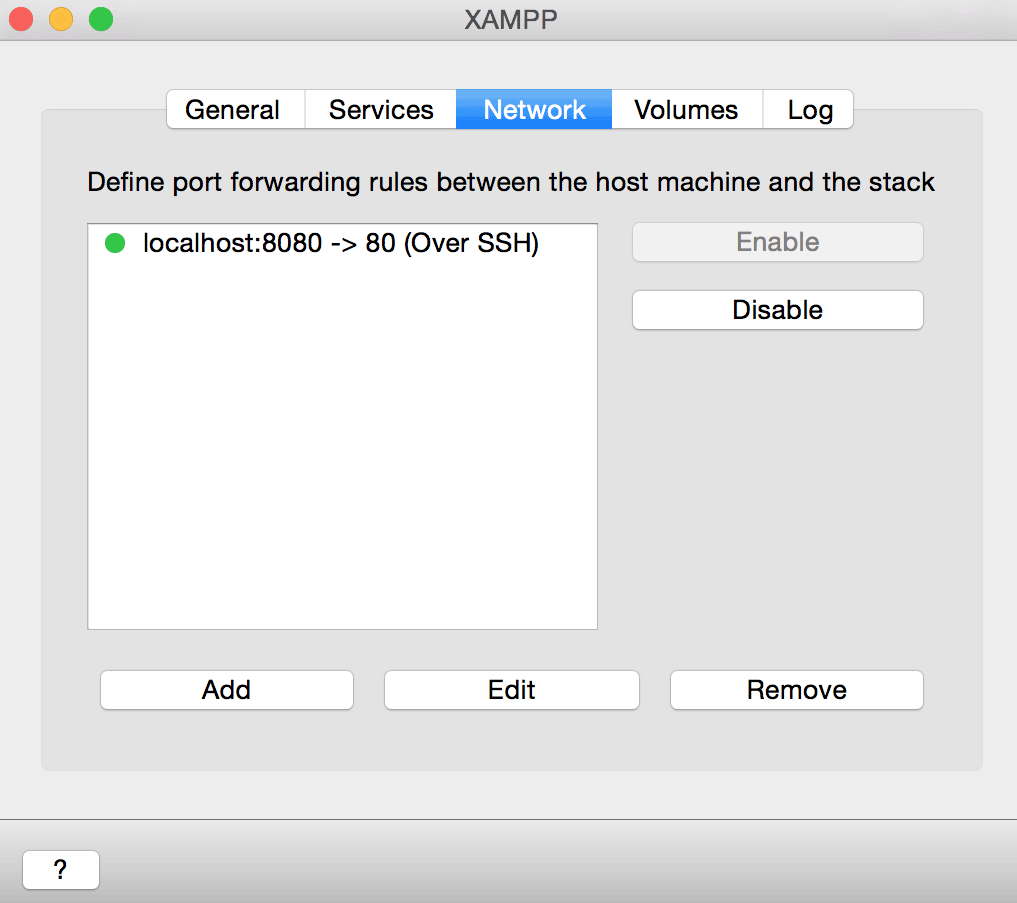 XAMPP
General Services Network Volumes Log
Define port forwarding rules between the host machine and the stack
localhost:8080 -> 80 (Over SSH)
Enable
Disable
Add Edit Remove
?